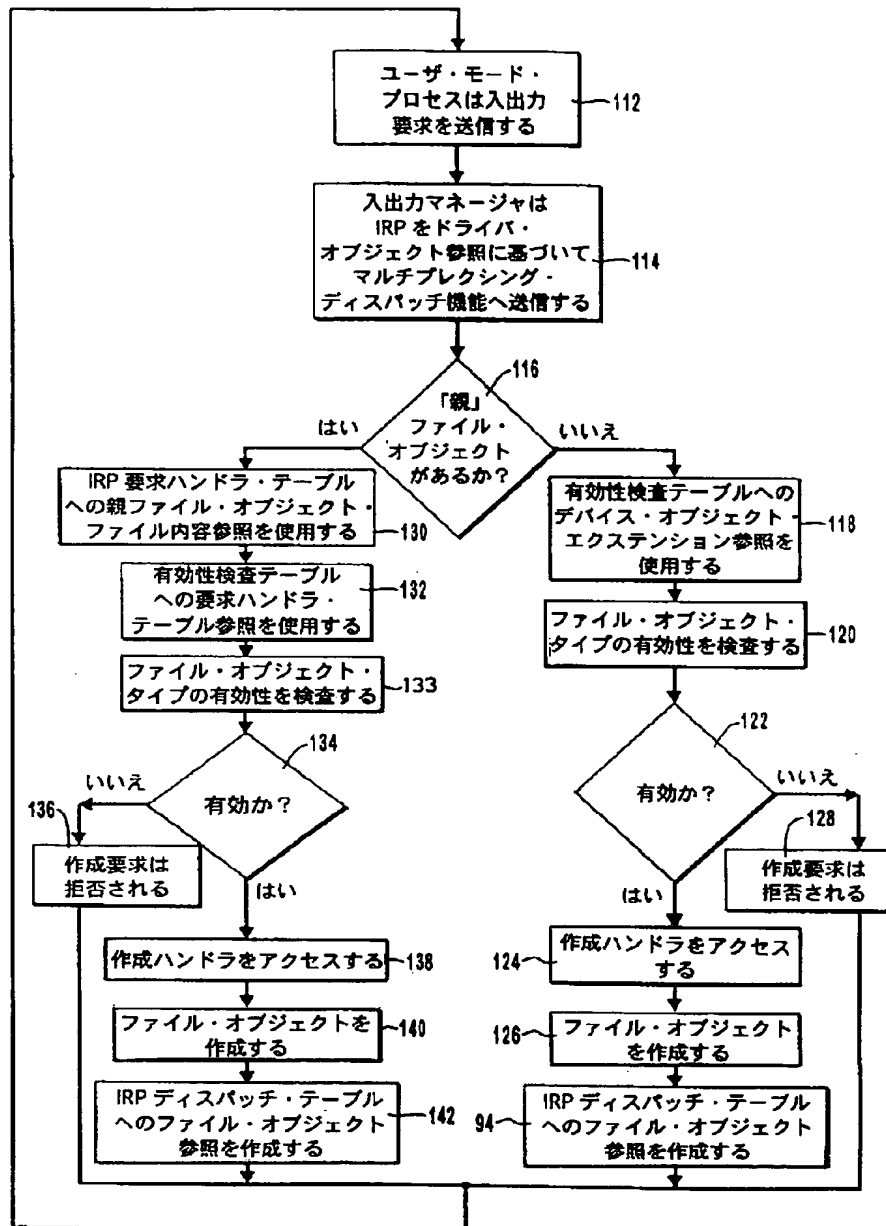 ユーザ・モード・
プロセスは入出力
要求を送信する
112
入出力マネージャは
IRPをドライバ・
オブジェクト参照に基づいて
マルチプレクシング・
ディスパッチ機能へ送信する
114
116
「親」
ファイル・
オブジェクト
があるか？
はい
いいえ
IRP 要求ハンドラ・テーブル
への親ファイル・オブジェクト・
ファイル内容参照を使用する
130
有効性検査テーブル
への要求ハンドラ・
テーブル参照を使用する
132
ファイル・オブジェクト・
タイプの有効性を検査する
133
134
有効か？
いいえ
はい
136
作成要求は
拒否される
作成ハンドラをアクセスする
138
ファイル・オブジェクトを
作成する
140
IRP ディスパッチ・テーブル
へのファイル・オブジェクト
参照を作成する
142
有効性検査テーブルへの
デバイス・オブジェクト・
エクステンション参照を
使用する
118
ファイル・オブジェクト・
タイプの有効性を検査する
120
122
有効か？
いいえ
はい
128
作成要求は
拒否される
作成ハンドラをアクセス
する
124
ファイル・オブジェクト
を作成する
126
IRP ディスパッチ・テーブル
へのファイル・オブジェクト
参照を作成する
94